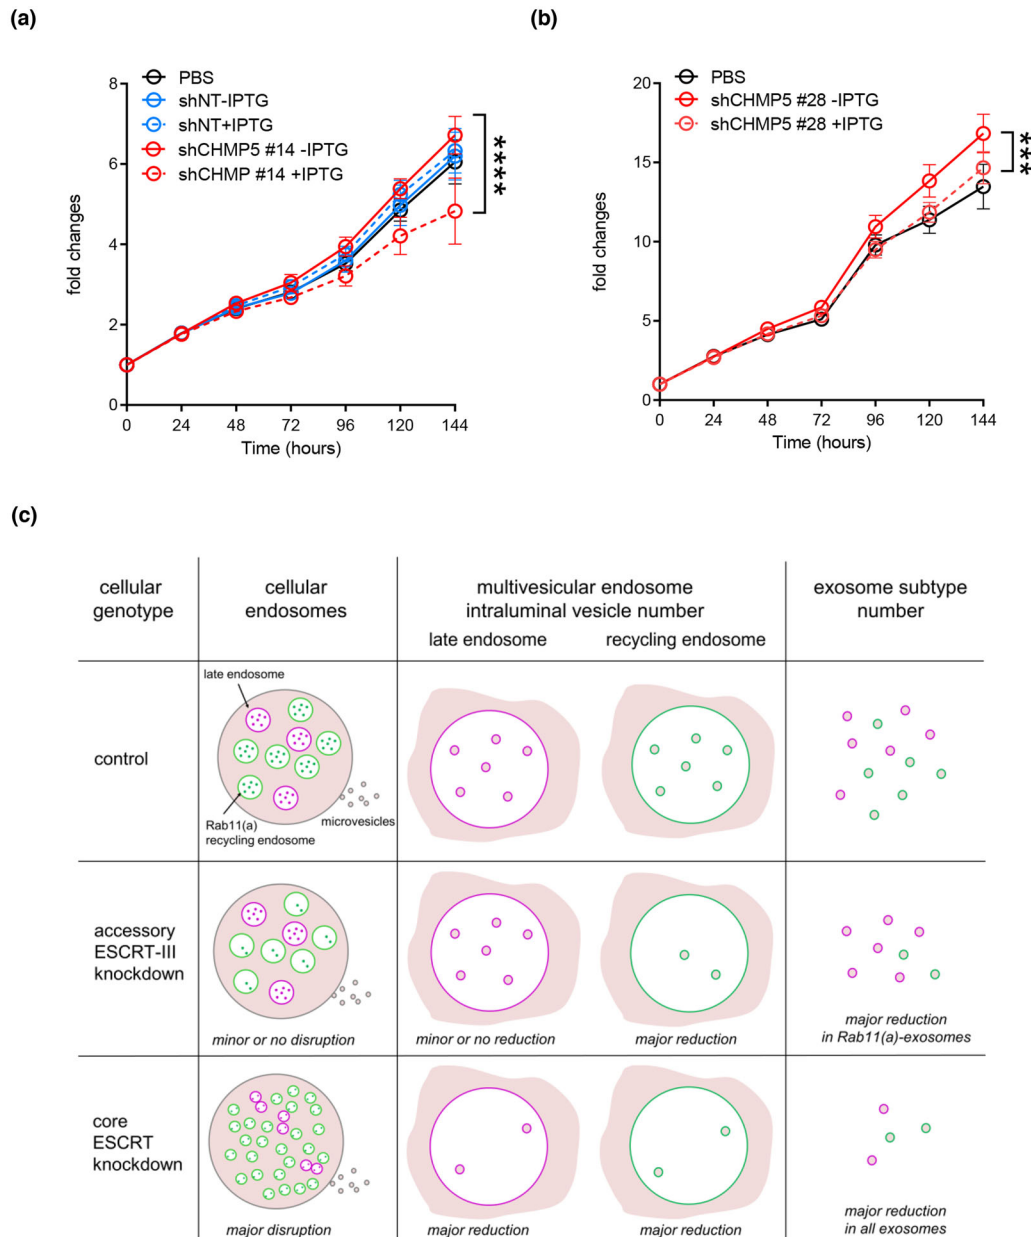 (a)
PBS
shNT-IPTG
shNT+IPTG
shCHMP5 #14 -IPTG
shCHMP #14 +IPTG
****
8
6
4
2
0
fold changes
0 24 48 72 96 120 144
Time (hours)
(b)
PBS
shCHMP5 #28 -IPTG
shCHMP5 #28 +IPTG
***
20
15
10
5
0
fold changes
0 24 48 72 96 120 144
Time (hours)
(c)
cellular
genotype
cellular
endosomes
multivesicular endosome
intraluminal vesicle number
late endosome
recycling endosome
exosome subtype
number
control
late endosome
Rab11(a)
recycling endosome
microvesicles
accessory
ESCRT-III
knockdown
minor or no disruption
minor or no reduction
major reduction
major reduction
in Rab11(a)-exosomes
core
ESCRT
knockdown
major disruption
major reduction
major reduction
major reduction
in all exosomes